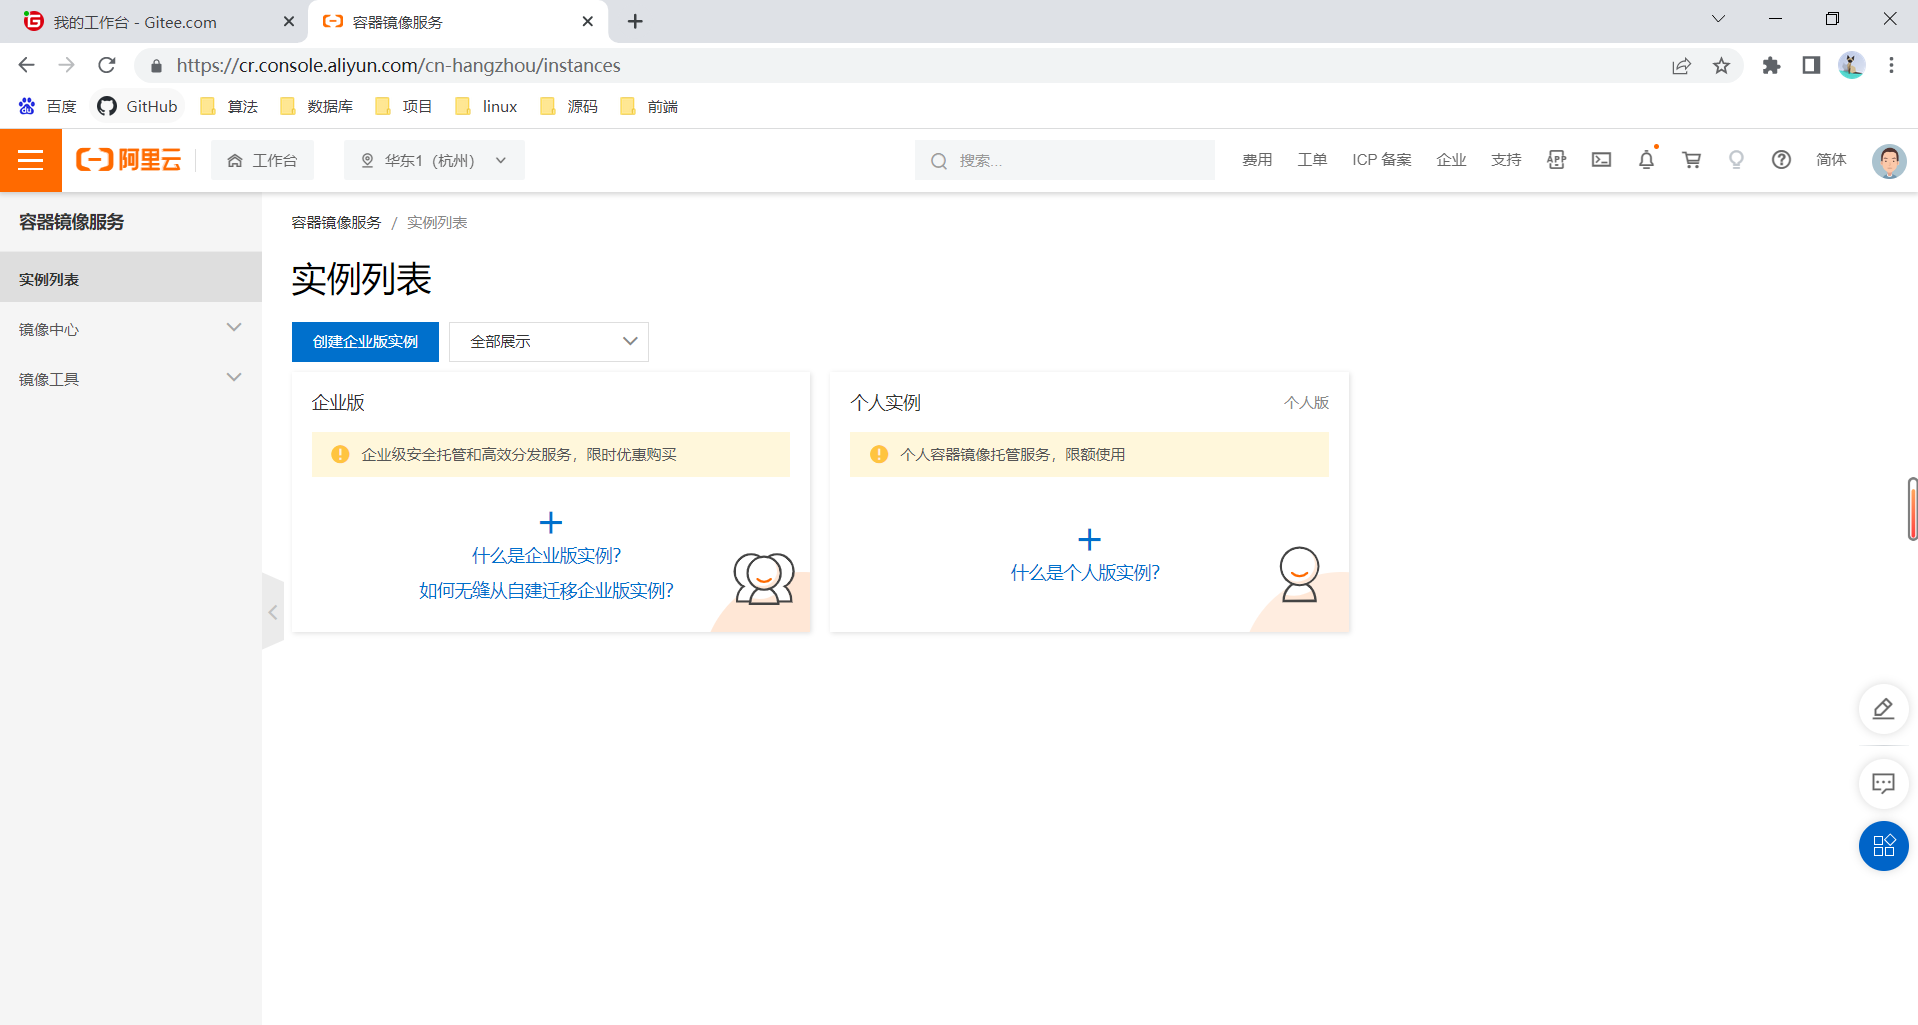 我的工作台 - Gitee.com
容器镜像服务
https://cr.console.aliyun.com/cn-hangzhou/instances
百度 GitHub 算法 数据库 项目 linux 源码 前端
阿里云 工作台 华东1（杭州） 搜索... 费用 工单 ICP 备案 企业 支持 APP 简体
容器镜像服务
实例列表
镜像中心
镜像工具
容器镜像服务 / 实例列表
实例列表
创建企业版实例 全部展示
企业版
企业级安全托管和高效分发服务，限时优惠购买
什么是企业版实例?
如何无缝从自建迁移企业版实例?
个人实例 个人版
个人容器镜像托管服务，限额使用
什么是个人版实例?